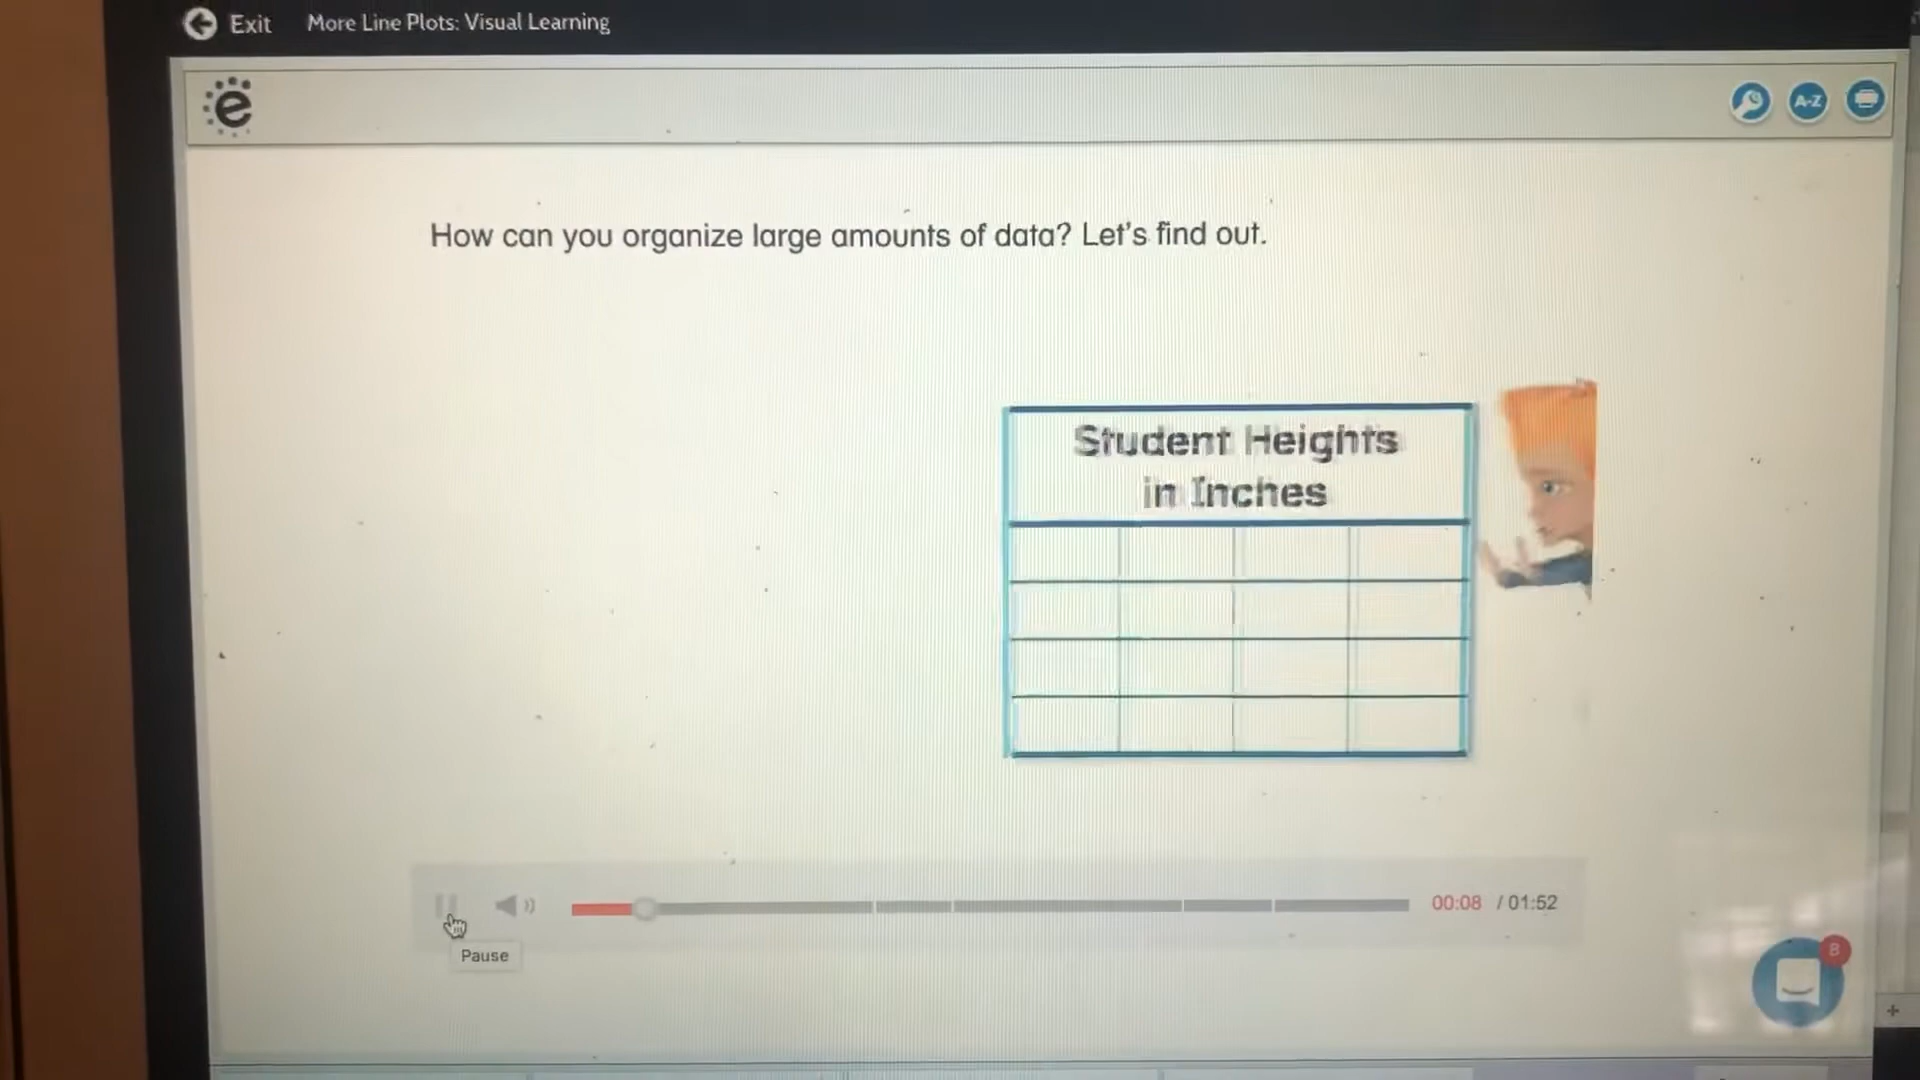 Exit More Line Plots: Visual Learning
e
A-Z
How can you organize large amounts of data? Let's find out.
Student Heights
in Inches
00:08 / 01:52
Pause
8